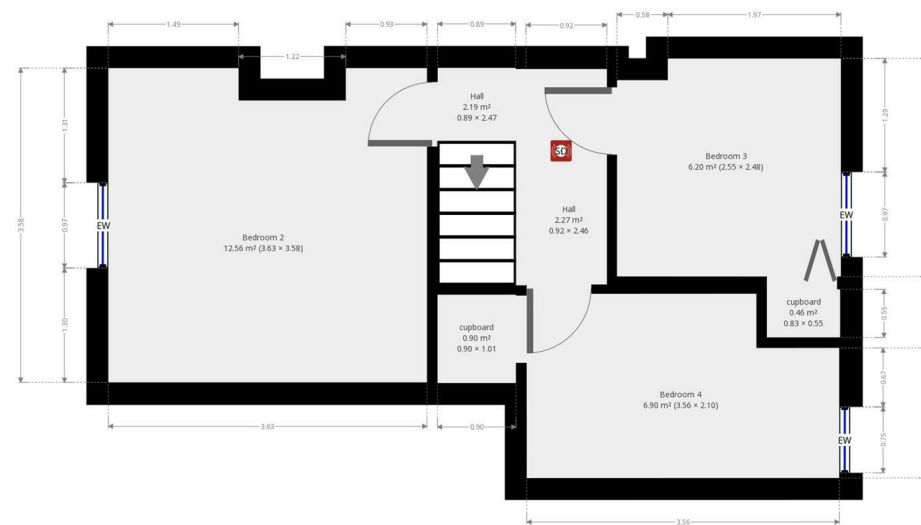 0.58
1.97
1.49
0.93
0.89
0.92
1.22
Hall
2.19 m²
0.89 × 2.47
1.31
1.29
SD
Bedroom 3
6.20 m² (2.55 × 2.48)
3.58
0.97
EW
Bedroom 2
12.56 m² (3.63 × 3.58)
Hall
2.27 m²
0.92 × 2.46
EW
0.97
1.30
cupboard
0.90 m²
0.90 × 1.01
cupboard
0.46 m²
0.83 × 0.55
0.55
0.67
Bedroom 4
6.90 m² (3.56 × 2.10)
3.63
0.90
EW
0.75
3.56